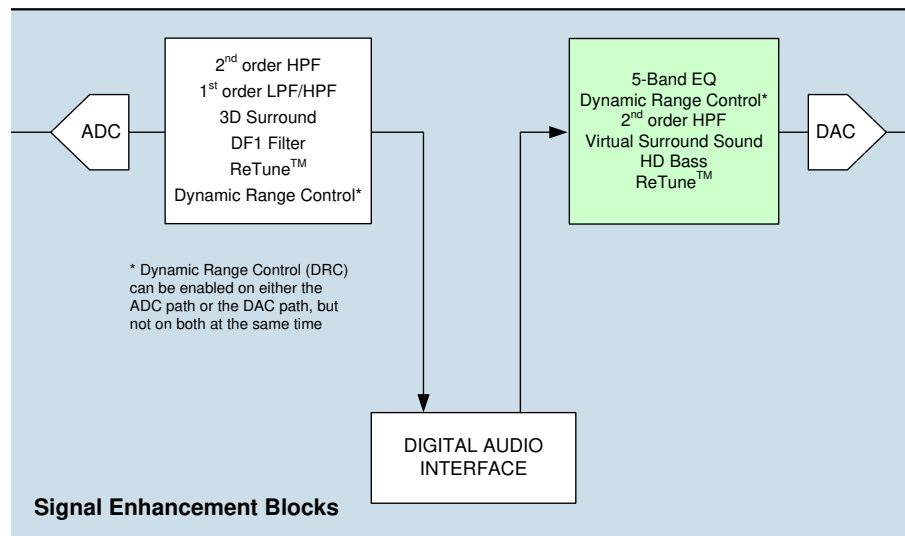 ADC
2nd order HPF
1st order LPF/HPF
3D Surround
DF1 Filter
ReTune™
Dynamic Range Control*
5-Band EQ
Dynamic Range Control*
2nd order HPF
Virtual Surround Sound
HD Bass
ReTune™
DAC
* Dynamic Range Control (DRC)
can be enabled on either the
ADC path or the DAC path, but
not on both at the same time
DIGITAL AUDIO
INTERFACE
Signal Enhancement Blocks